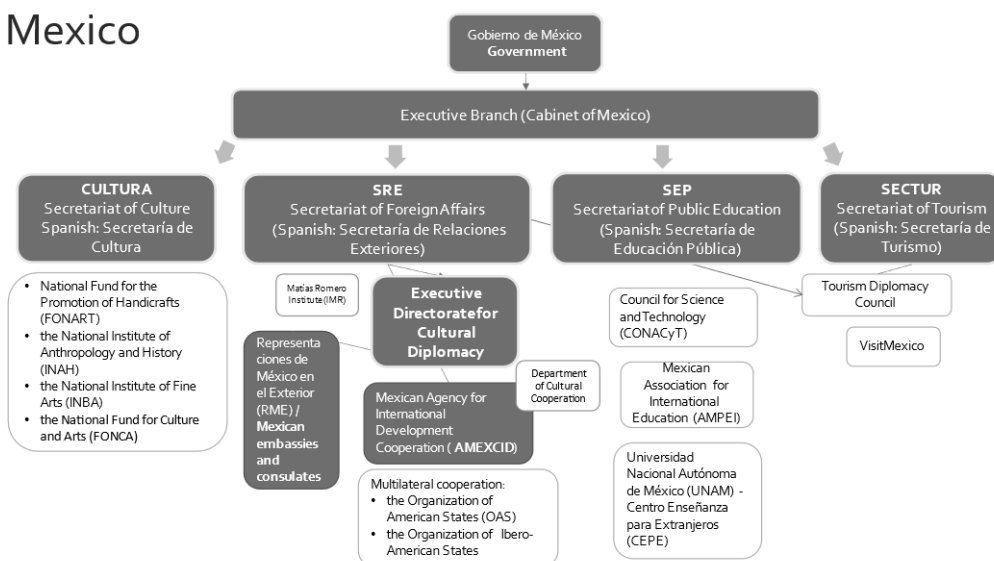 Mexico
Gobierno de México
Government
Executive Branch (Cabinet of Mexico)
CULTURA
Secretariat of Culture
Spanish: Secretaría de
Cultura
SRE
Secretariat of Foreign Affairs
(Spanish: Secretaría de Relaciones
Exteriores)
SEP
Secretariat of Public Education
(Spanish: Secretaría de
Educación Pública)
SECTUR
Secretariat of Tourism
(Spanish: Secretaría de
Turismo)
• National Fund for the
Promotion of Handicrafts
(FONART)
• the National Institute of
Anthropology and History
(INAH)
• the National Institute of Fine
Arts (INBA)
• the National Fund for Culture
and Arts (FONCA)
Matías Romero
Institute (IMR)
Executive
Directorate for
Cultural
Diplomacy
Representa
ciones de
México en
el Exterior
(RME) /
Mexican
embassies
and
consulates
Department
of Cultural
Cooperation
Mexican Agency for
International
Development
Cooperation ( AMEXCID)
Multilateral cooperation:
• the Organization of
American States (OAS)
• the Organization of Ibero-
American States
Council for Science
and Technology
(CONACyT)
Mexican
Association for
International
Education (AMPEI)
Universidad
Nacional Autónoma
de México (UNAM) -
Centro Enseñanza
para Extranjeros
(CEPE)
Tourism Diplomacy
Council
VisitMexico